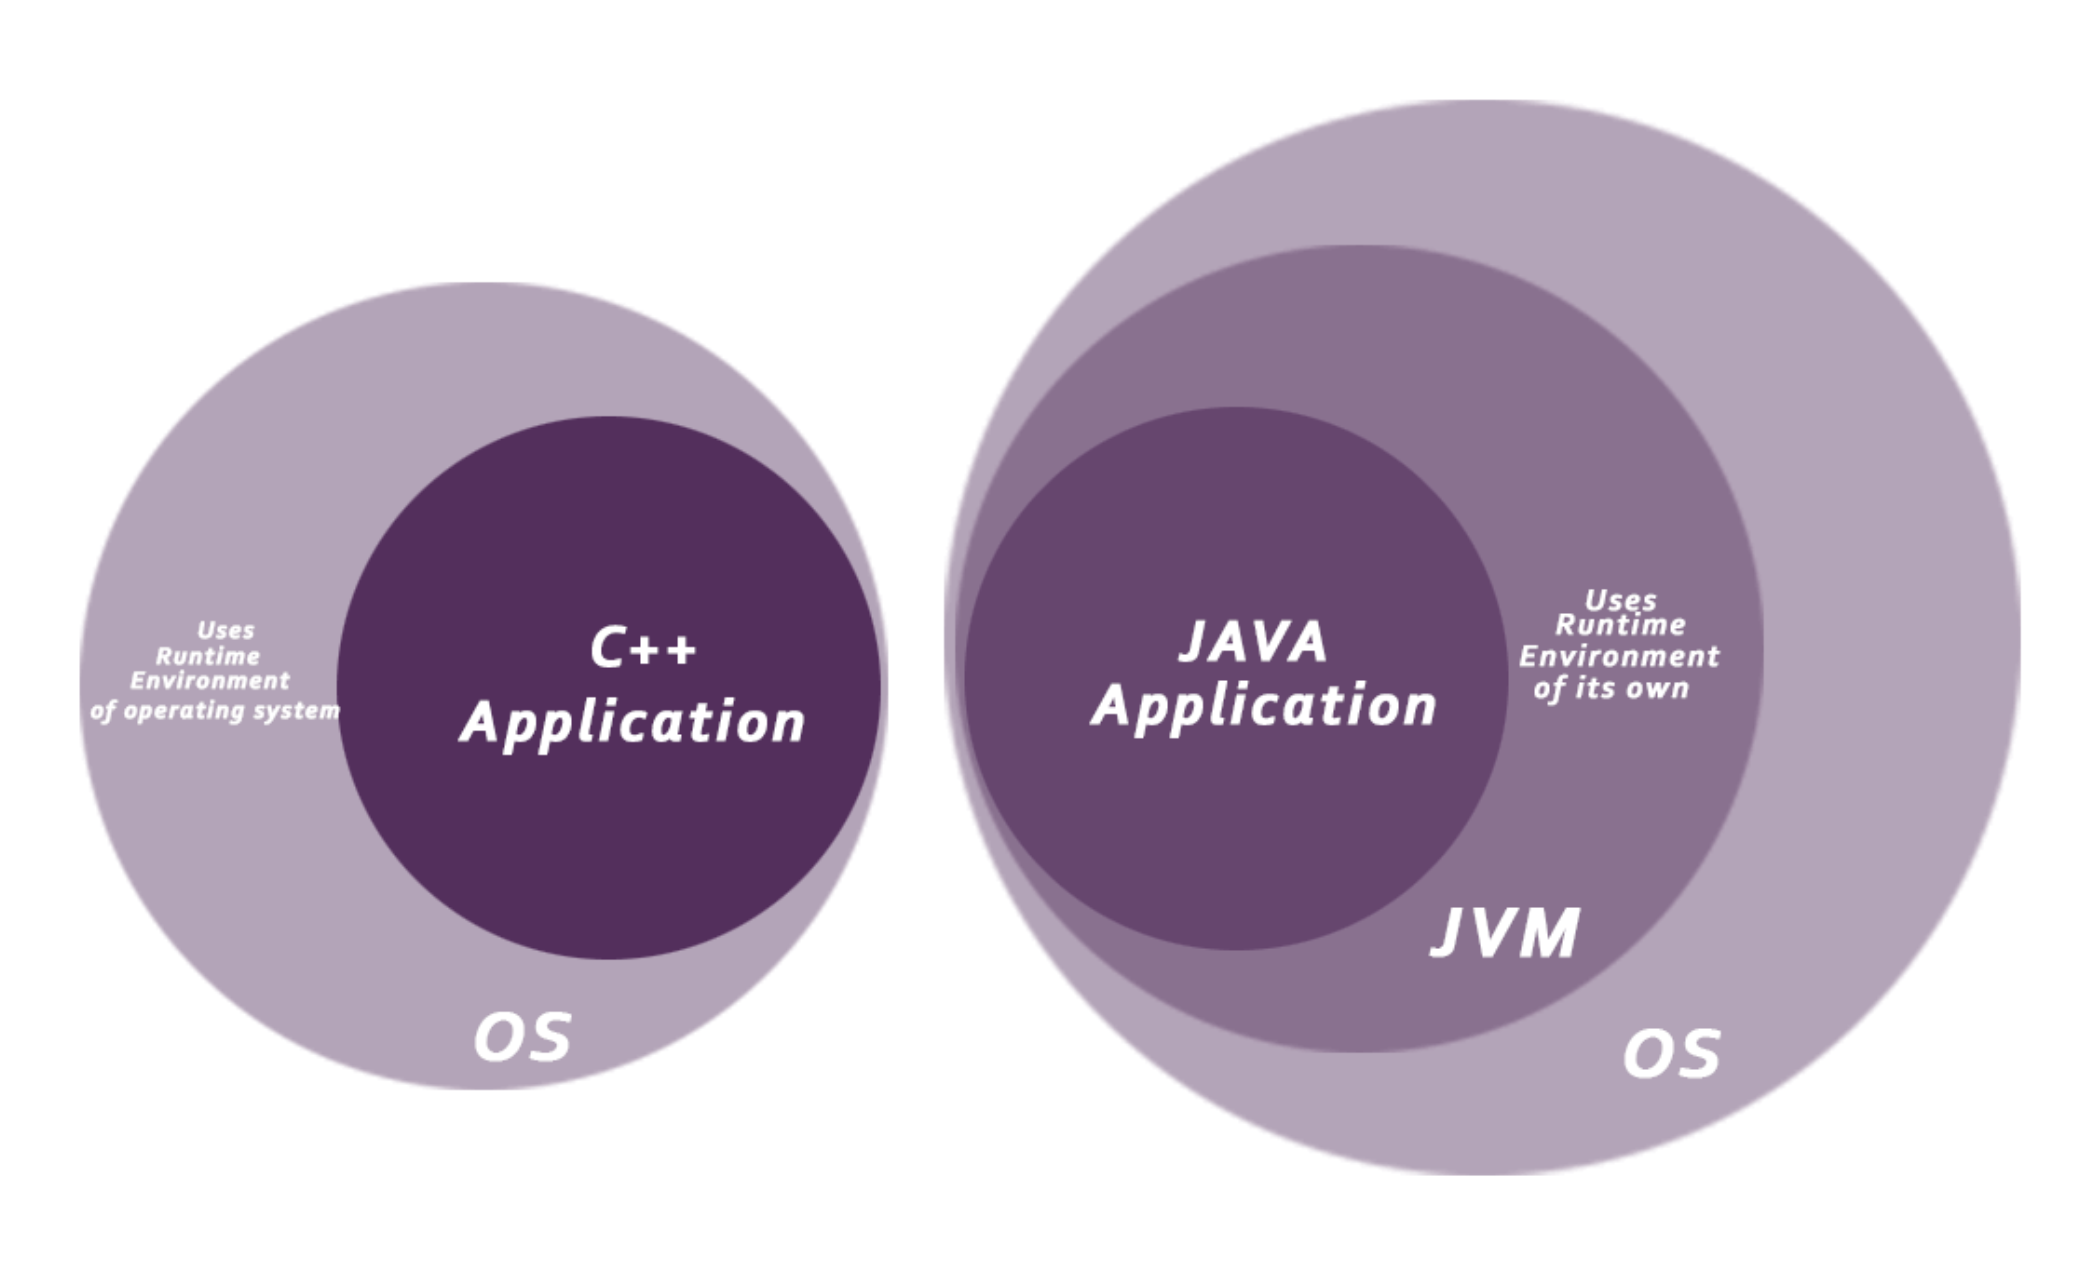 Uses
Runtime
Environment
of operating system
C++
Application
OS
JAVA
Application
Uses
Runtime
Environment
of its own
JVM
OS